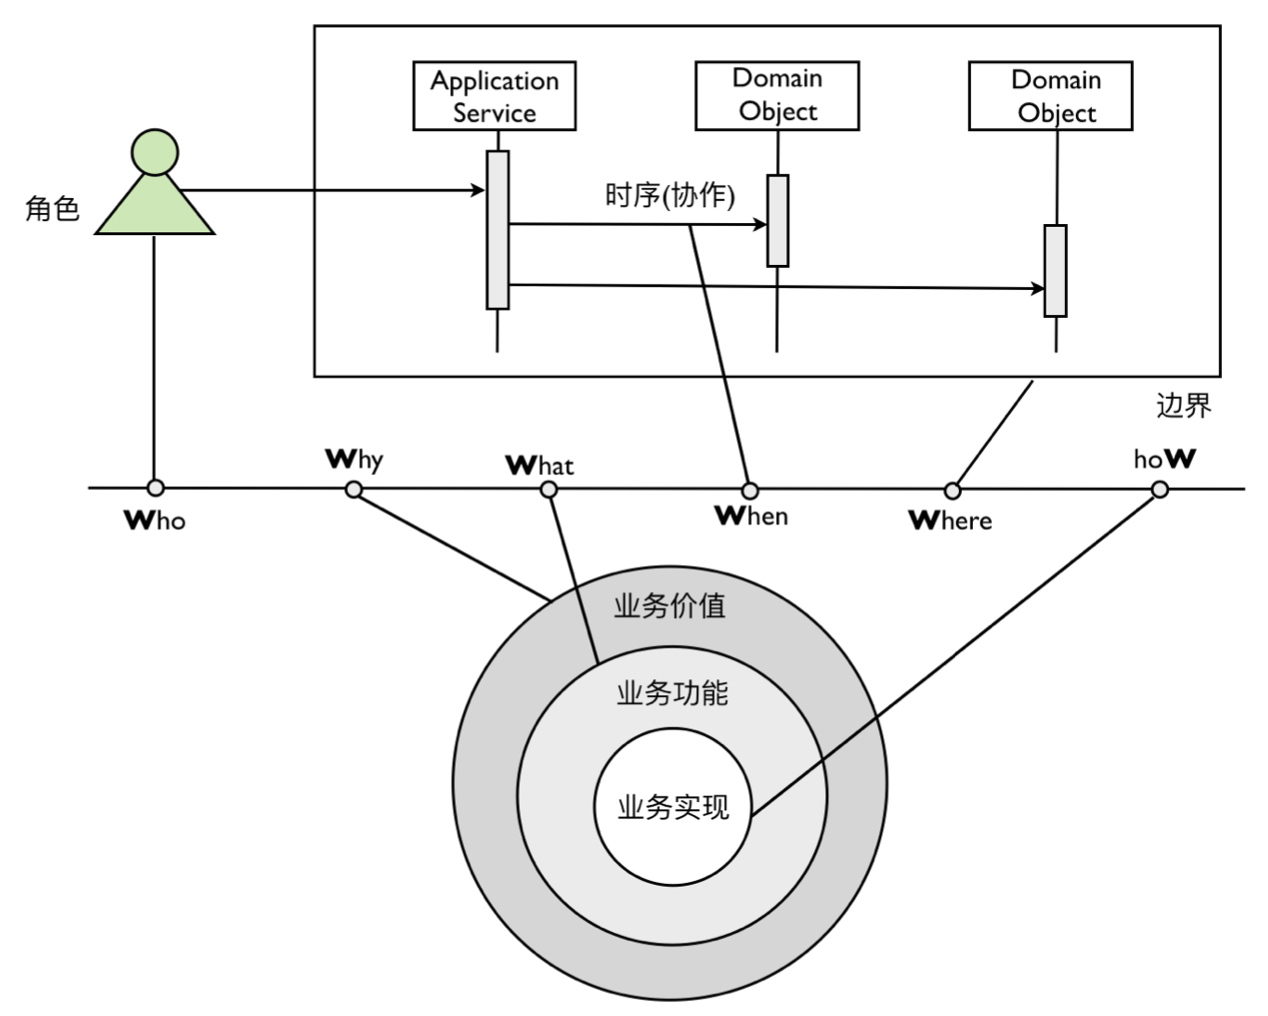 Application
Service
Domain
Object
Domain
Object
角色
时序(协作)
边界
Why
What
hoW
Who
When
Where
业务价值
业务功能
业务实现